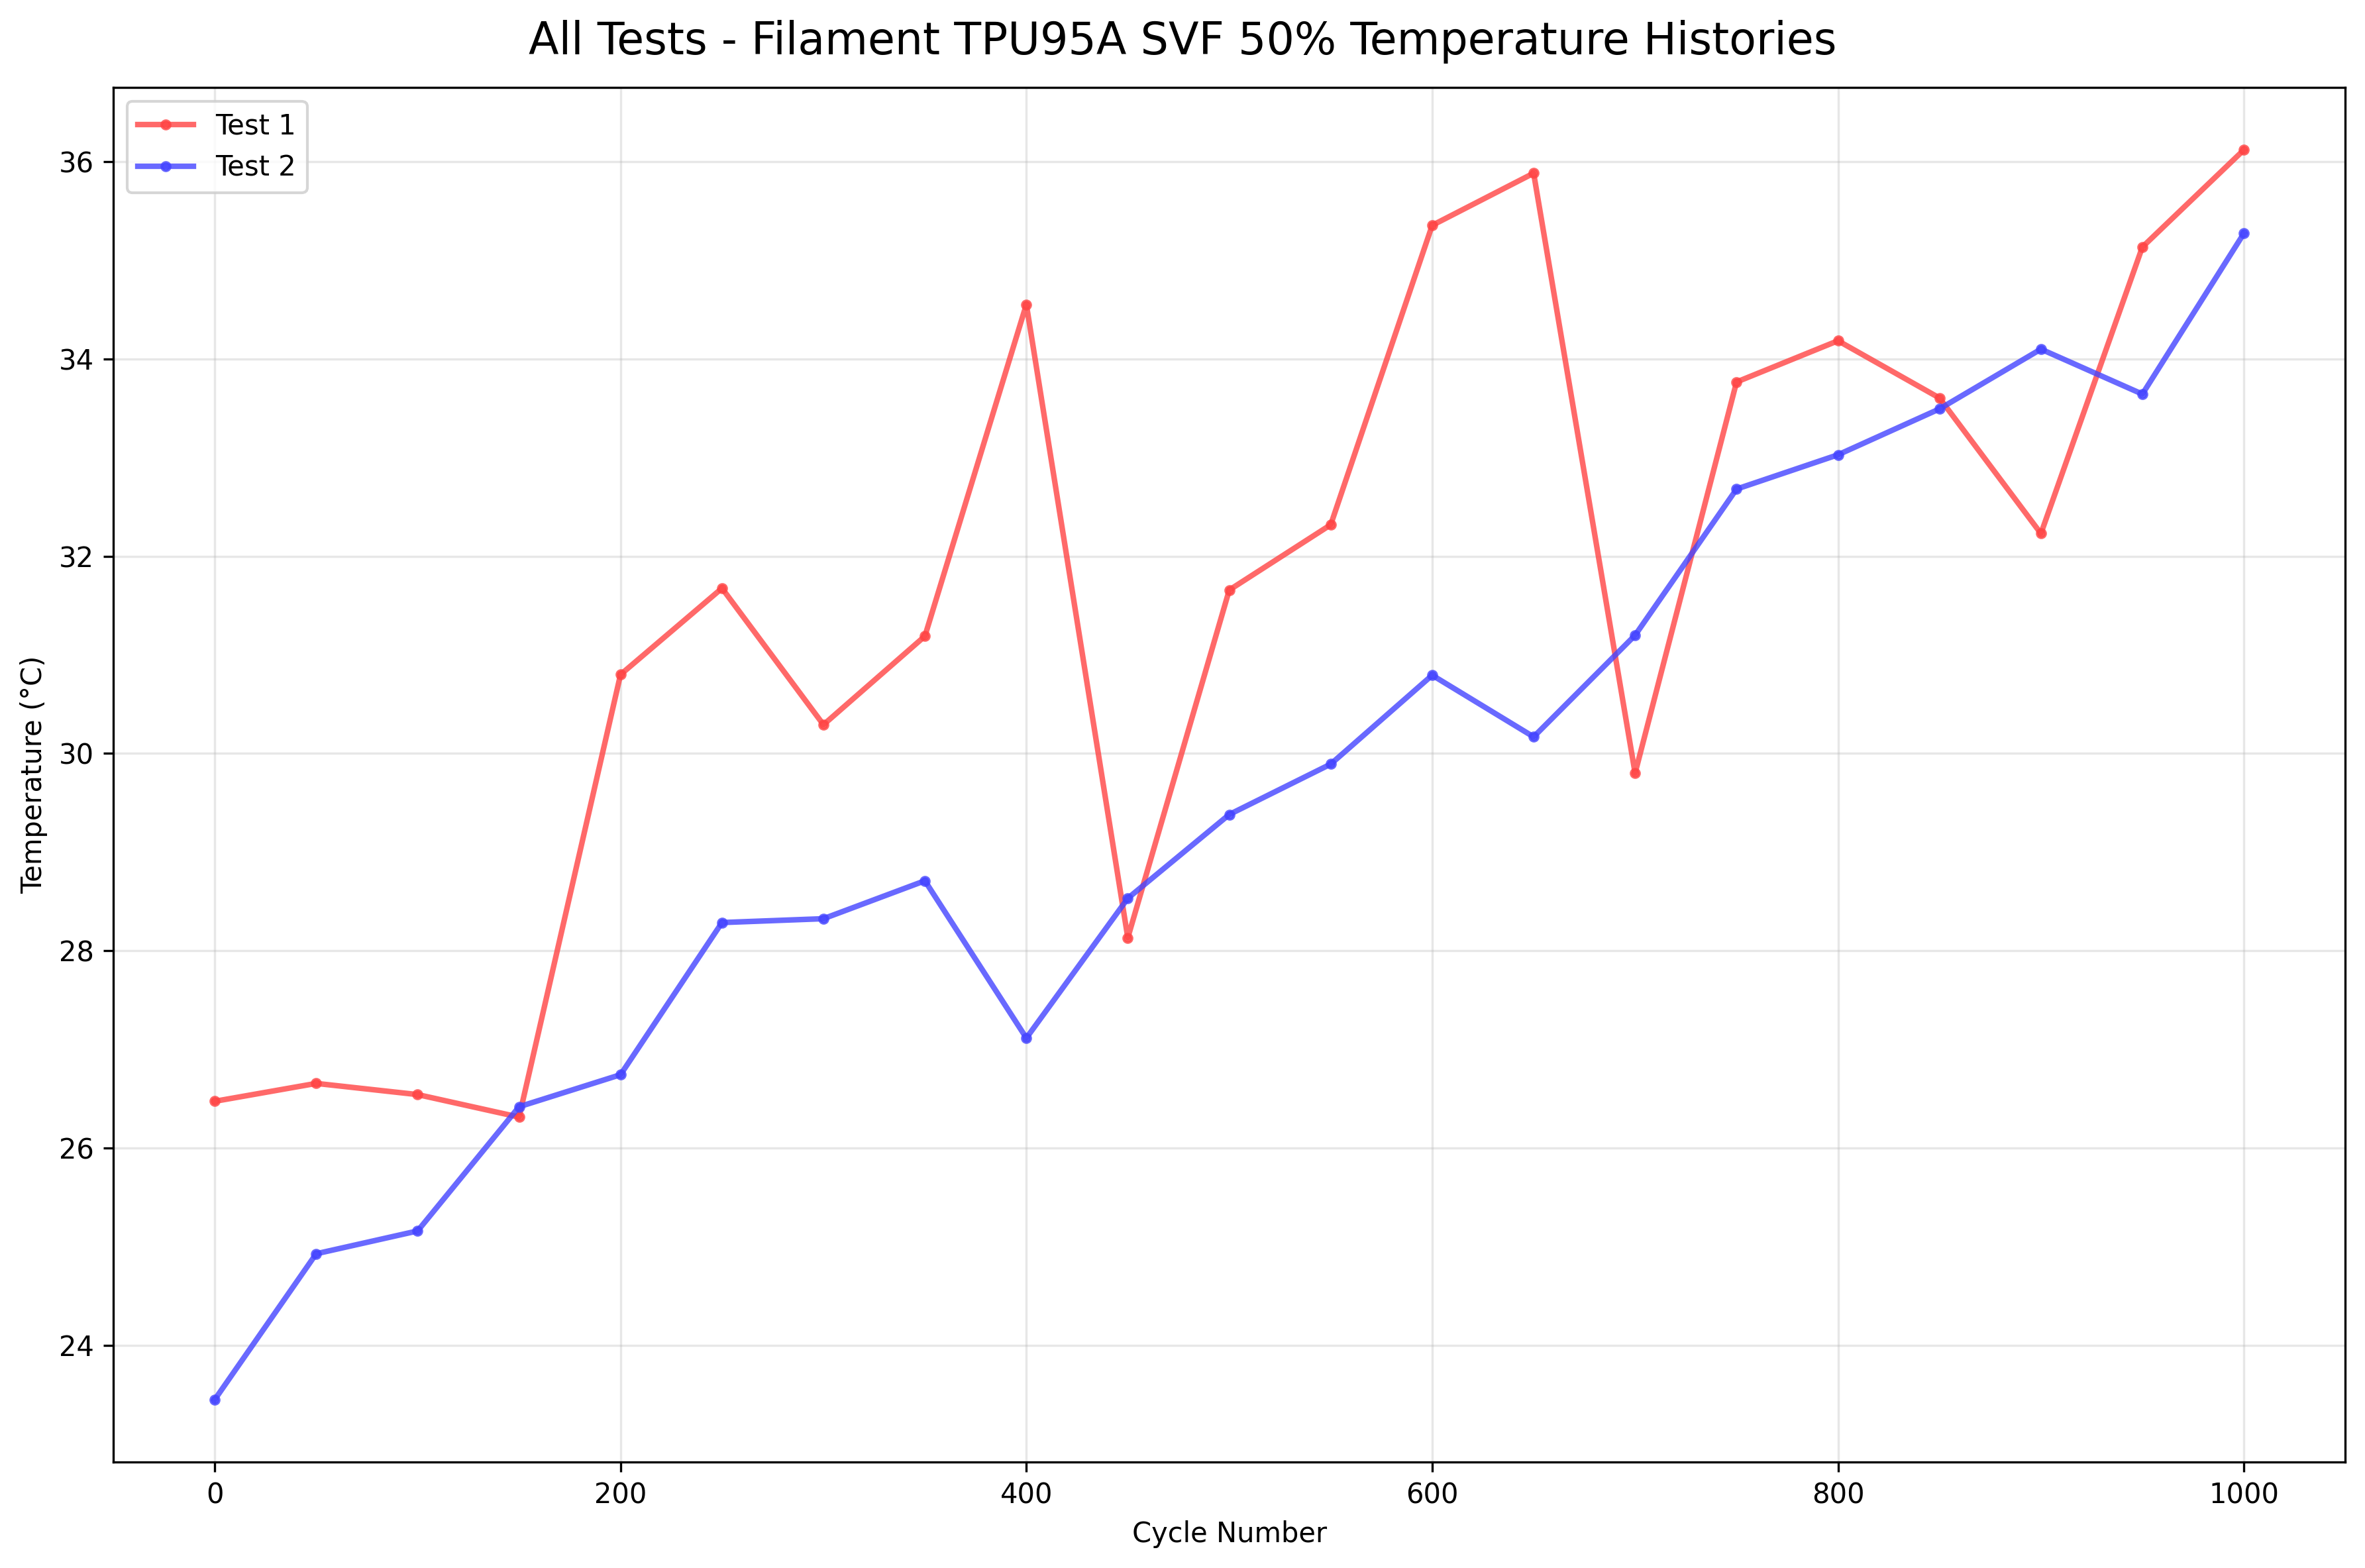 All Tests - Filament TPU95A SVF 50% Temperature Histories
Test 1
Test 2
36
34
32
30
28
26
24
Temperature (°C)
0
200
400
600
800
1000
Cycle Number